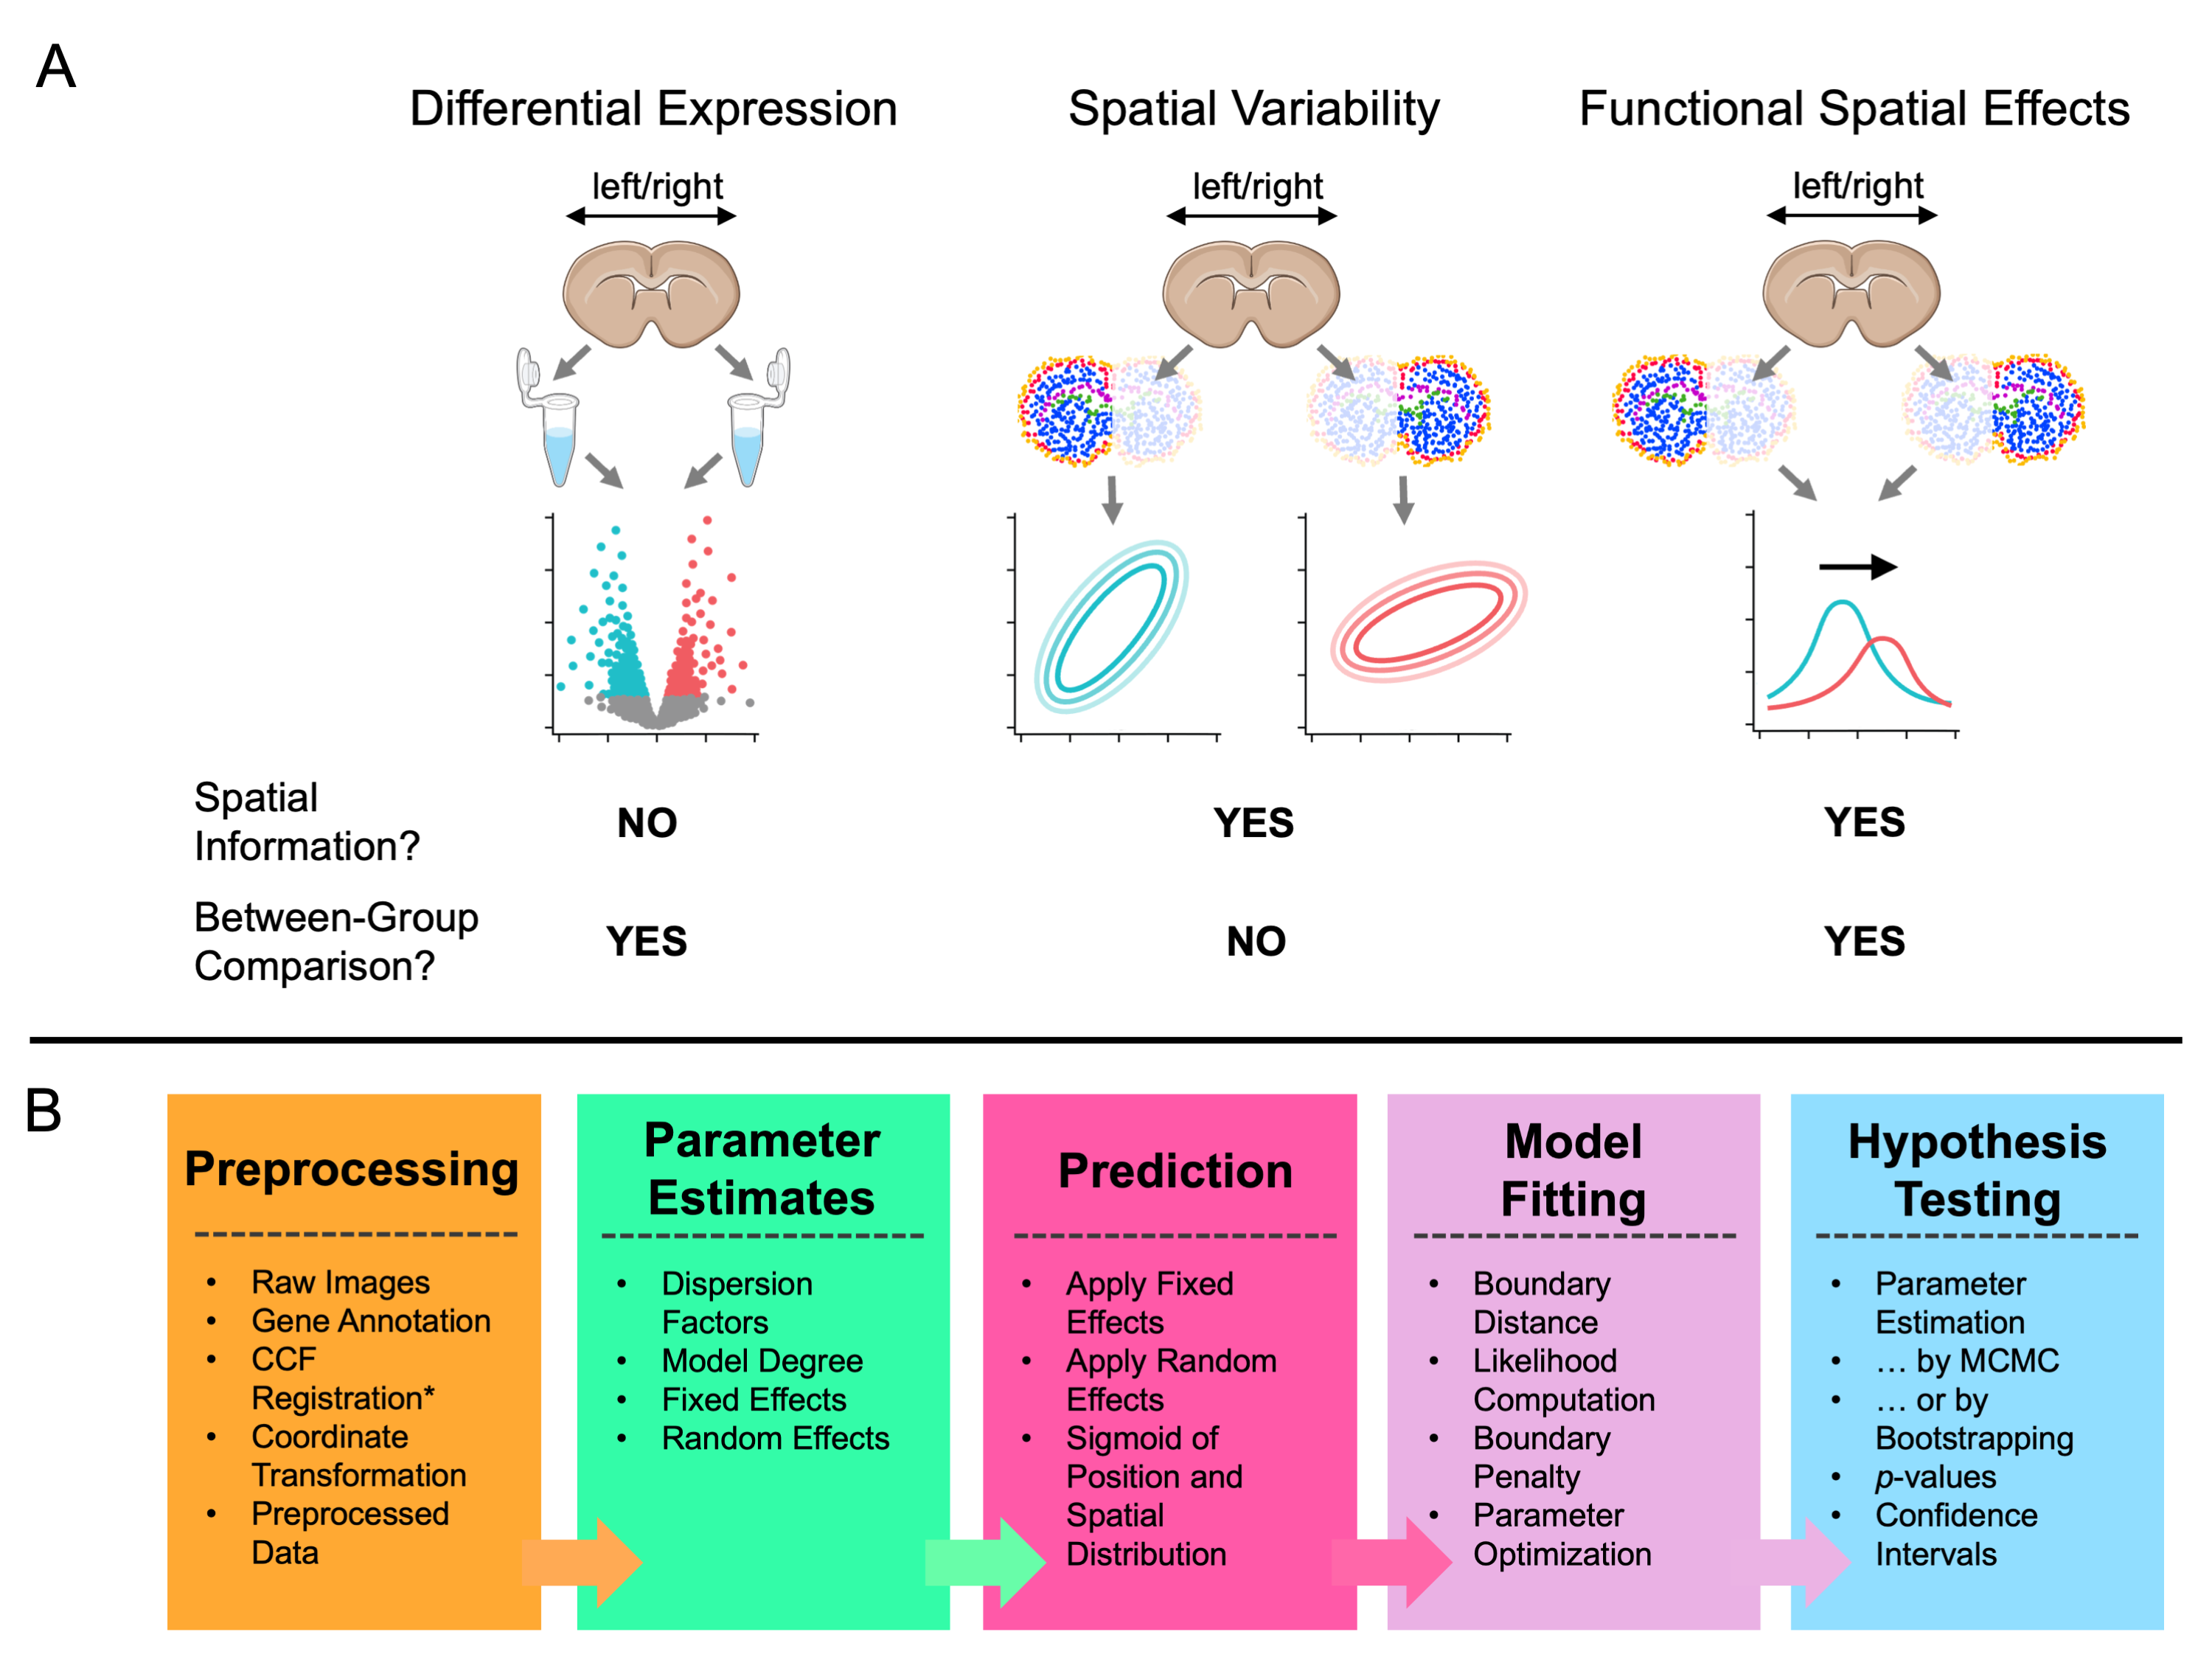 A
Differential Expression
Spatial Variability
Functional Spatial Effects
left/right
left/right
left/right
Spatial
Information?
NO
YES
YES
Between-Group
Comparison?
YES
NO
YES
B
Preprocessing
• Raw Images
• Gene Annotation
• CCF
Registration*
• Coordinate
Transformation
• Preprocessed
Data
Parameter
Estimates
• Dispersion
Factors
• Model Degree
• Fixed Effects
• Random Effects
Prediction
• Apply Fixed
Effects
• Apply Random
Effects
• Sigmoid of
Position and
Spatial
Distribution
Model
Fitting
• Boundary
Distance
• Likelihood
Computation
• Boundary
Penalty
• Parameter
Optimization
Hypothesis
Testing
• Parameter
Estimation
• … by MCMC
• … or by
Bootstrapping
• p-values
• Confidence
Intervals